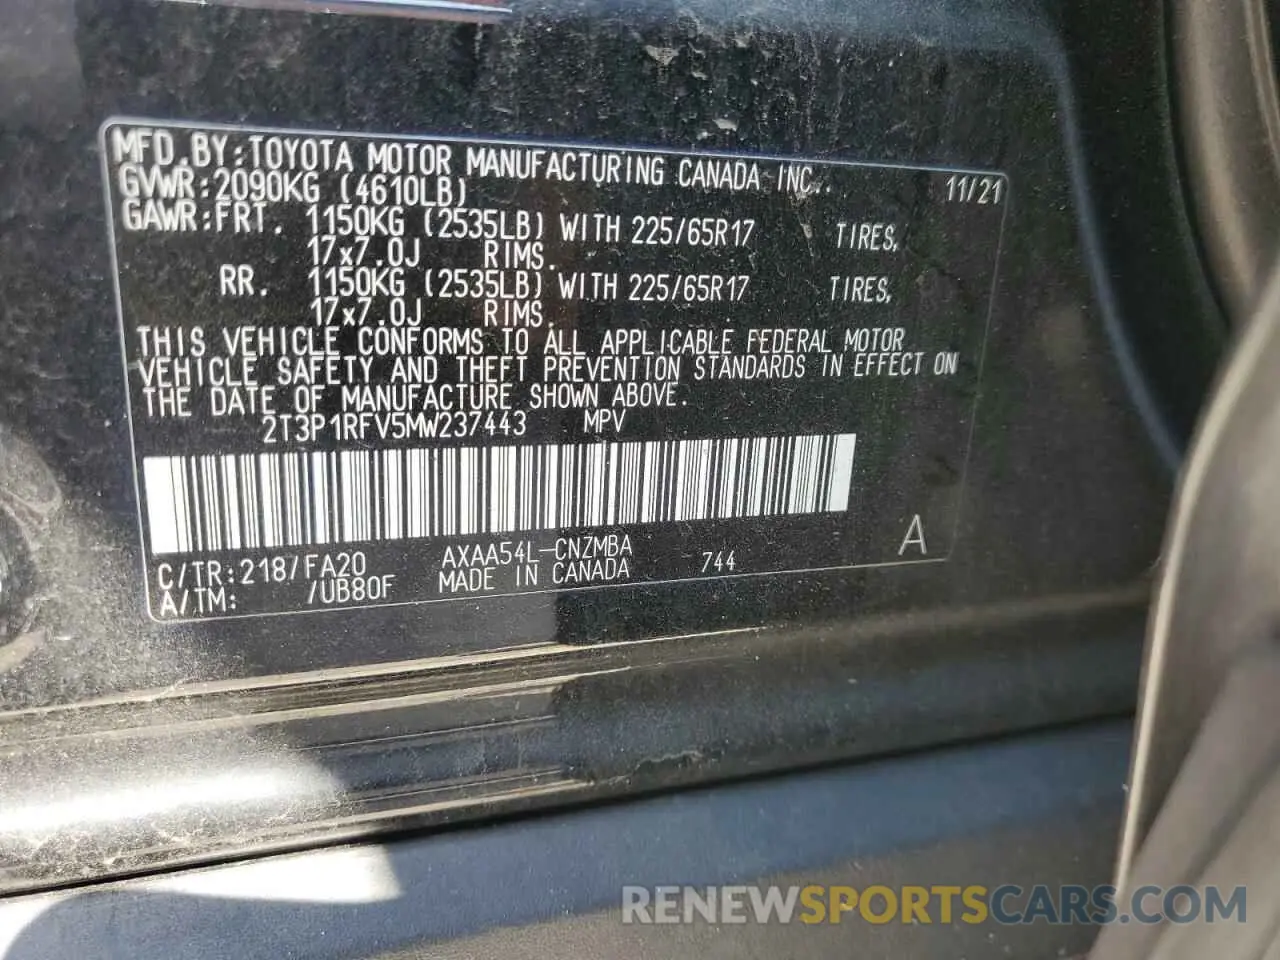 MFD.BY:TOYOTA MOTOR MANUFACTURING CANADA INC. 11/21
GVWR:2090KG (4610LB)
GAWR:FRT. 1150KG (2535LB) WITH 225/65R17 TIRES,
17x7.0J RIMS.
RR. 1150KG (2535LB) WITH 225/65R17 TIRES,
17x7.0J RIMS.
THIS VEHICLE CONFORMS TO ALL APPLICABLE FEDERAL MOTOR
VEHICLE SAFETY AND THEFT PREVENTION STANDARDS IN EFFECT ON
THE DATE OF MANUFACTURE SHOWN ABOVE.
2T3P1RFV5MW237443 MPV
C/TR:218/FA20 AXAA54L-CNZMBA 744 A
A/TM: /UB80F MADE IN CANADA
RENEWSPORTSCARS.COM